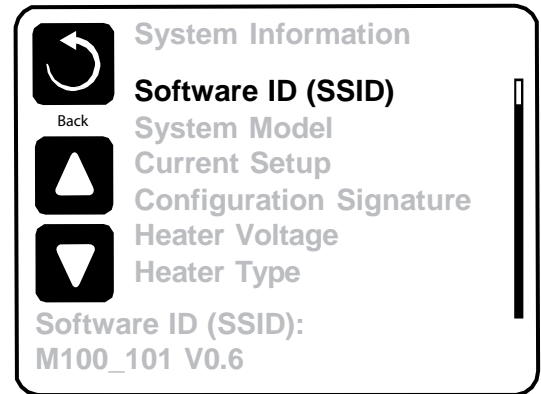 System Information
Software ID (SSID)
Back
System Model
Current Setup
Configuration Signature
Heater Voltage
Heater Type
Software ID (SSID):
M100_101 V0.6